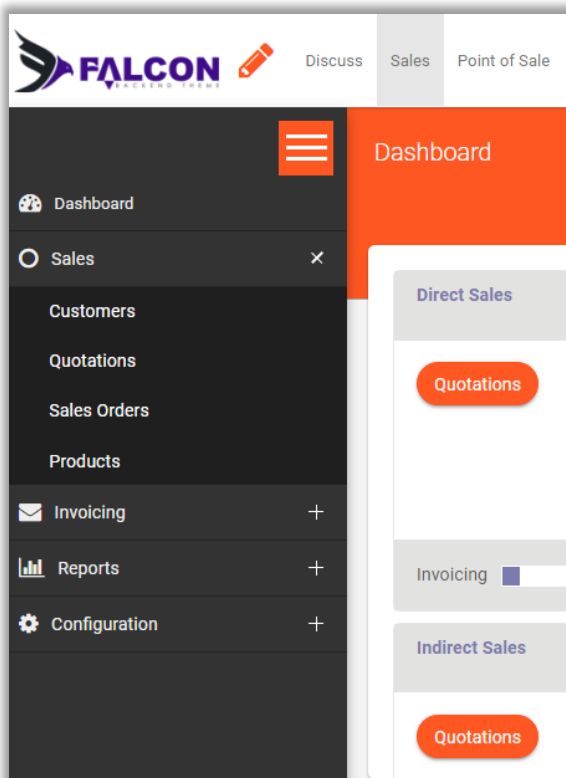 FALCON
BACKEND THEME
Discuss Sales Point of Sale
Dashboard
Dashboard
Sales
Customers
Quotations
Sales Orders
Products
Invoicing
Reports
Configuration
Direct Sales
Quotations
Invoicing
Indirect Sales
Quotations